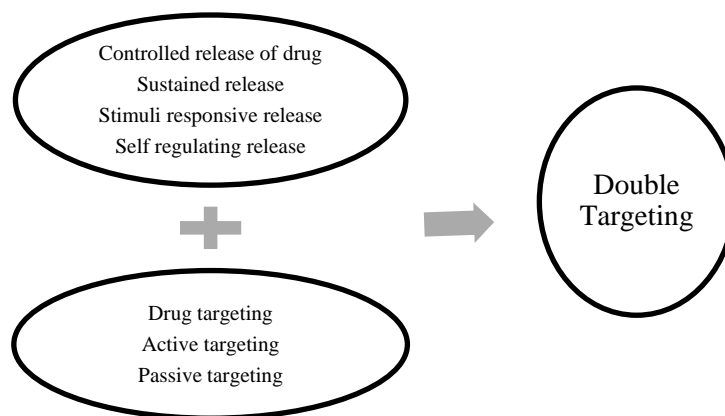 Controlled release of drug
Sustained release
Stimuli responsive release
Self regulating release
Double
Targeting
Drug targeting
Active targeting
Passive targeting